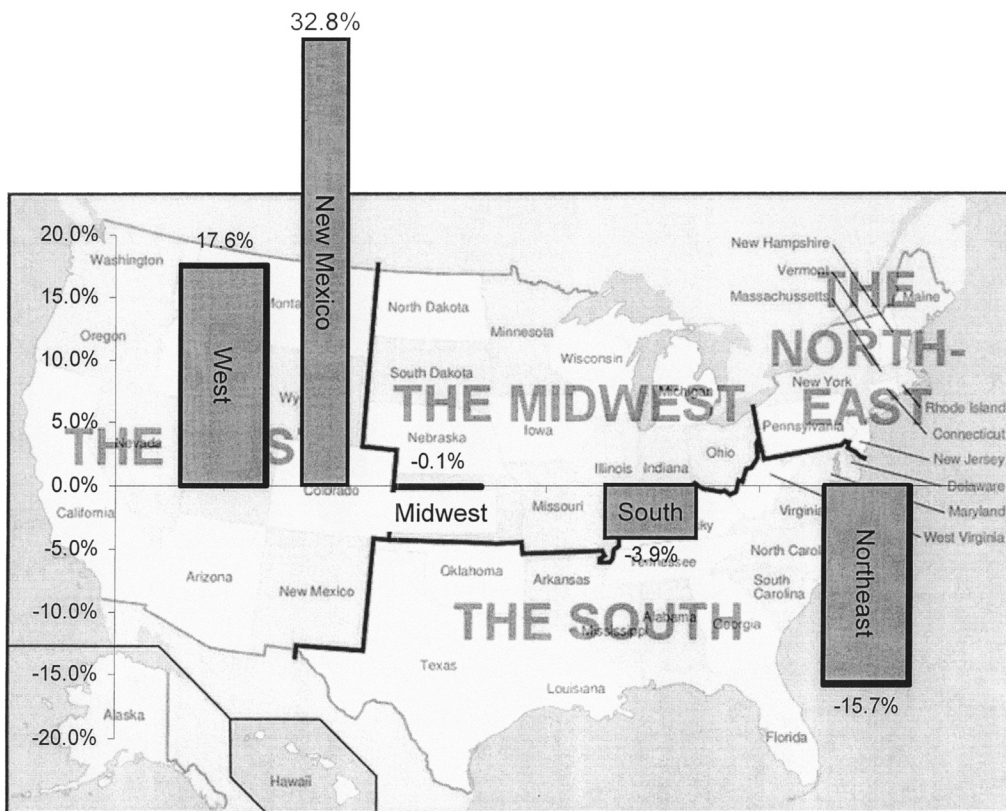 32.8%
New Mexico
20.0%
17.6%
15.0%
10.0%
5.0%
0.0%
-5.0%
-10.0%
-15.0%
-20.0%
West
-0.1%
Midwest
South
-3.9%
Northeast
-15.7%
THE
THE MIDWEST
THE SOUTH
THE
NORTH-
EAST
Washington
Oregon
Nevada
California
Arizona
Colorado
New Mexico
Alaska
Hawaii
North Dakota
South Dakota
Nebraska
Minnesota
Wisconsin
Michigan
Iowa
Illinois
Indiana
Ohio
Missouri
Oklahoma
Arkansas
Texas
Louisiana
Mississippi
Alabama
Georgia
Florida
South
Carolina
Virginia
New Hampshire
Vermont
Massachussetts
Maine
New York
Pennsylvania
Rhode Island
Connecticut
New Jersey
Delaware
Maryland
West Virginia